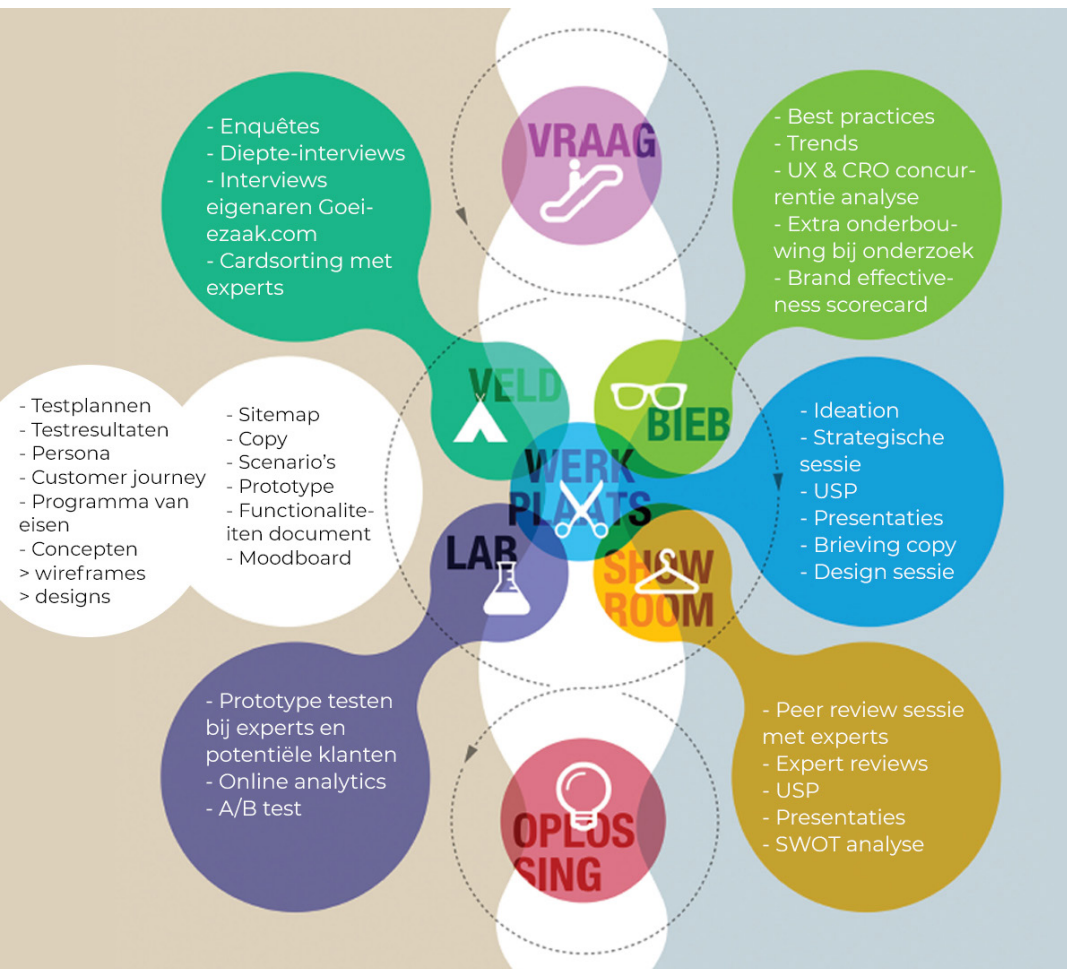 VRAAG
- Enquêtes
- Diepte-interviews
- Interviews
eigenaren Goei-
ezaak.com
- Cardsorting met
experts
- Best practices
- Trends
- UX & CRO concur-
rentie analyse
- Extra onderbou-
wing bij onderzoek
- Brand effective-
ness scorecard
VELD
BIEB
- Testplannen
- Testresultaten
- Persona
- Customer journey
- Programma van
eisen
- Concepten
> wireframes
> designs
- Sitemap
- Copy
- Scenario's
- Prototype
- Functionalite-
iten document
- Moodboard
WERK
PLAATS
- Ideation
- Strategische
sessie
- USP
- Presentaties
- Brieving copy
- Design sessie
LAB
SHOW
ROOM
- Prototype testen
bij experts en
potentiële klanten
- Online analytics
- A/B test
- Peer review sessie
met experts
- Expert reviews
- USP
- Presentaties
- SWOT analyse
OPLOS
SING